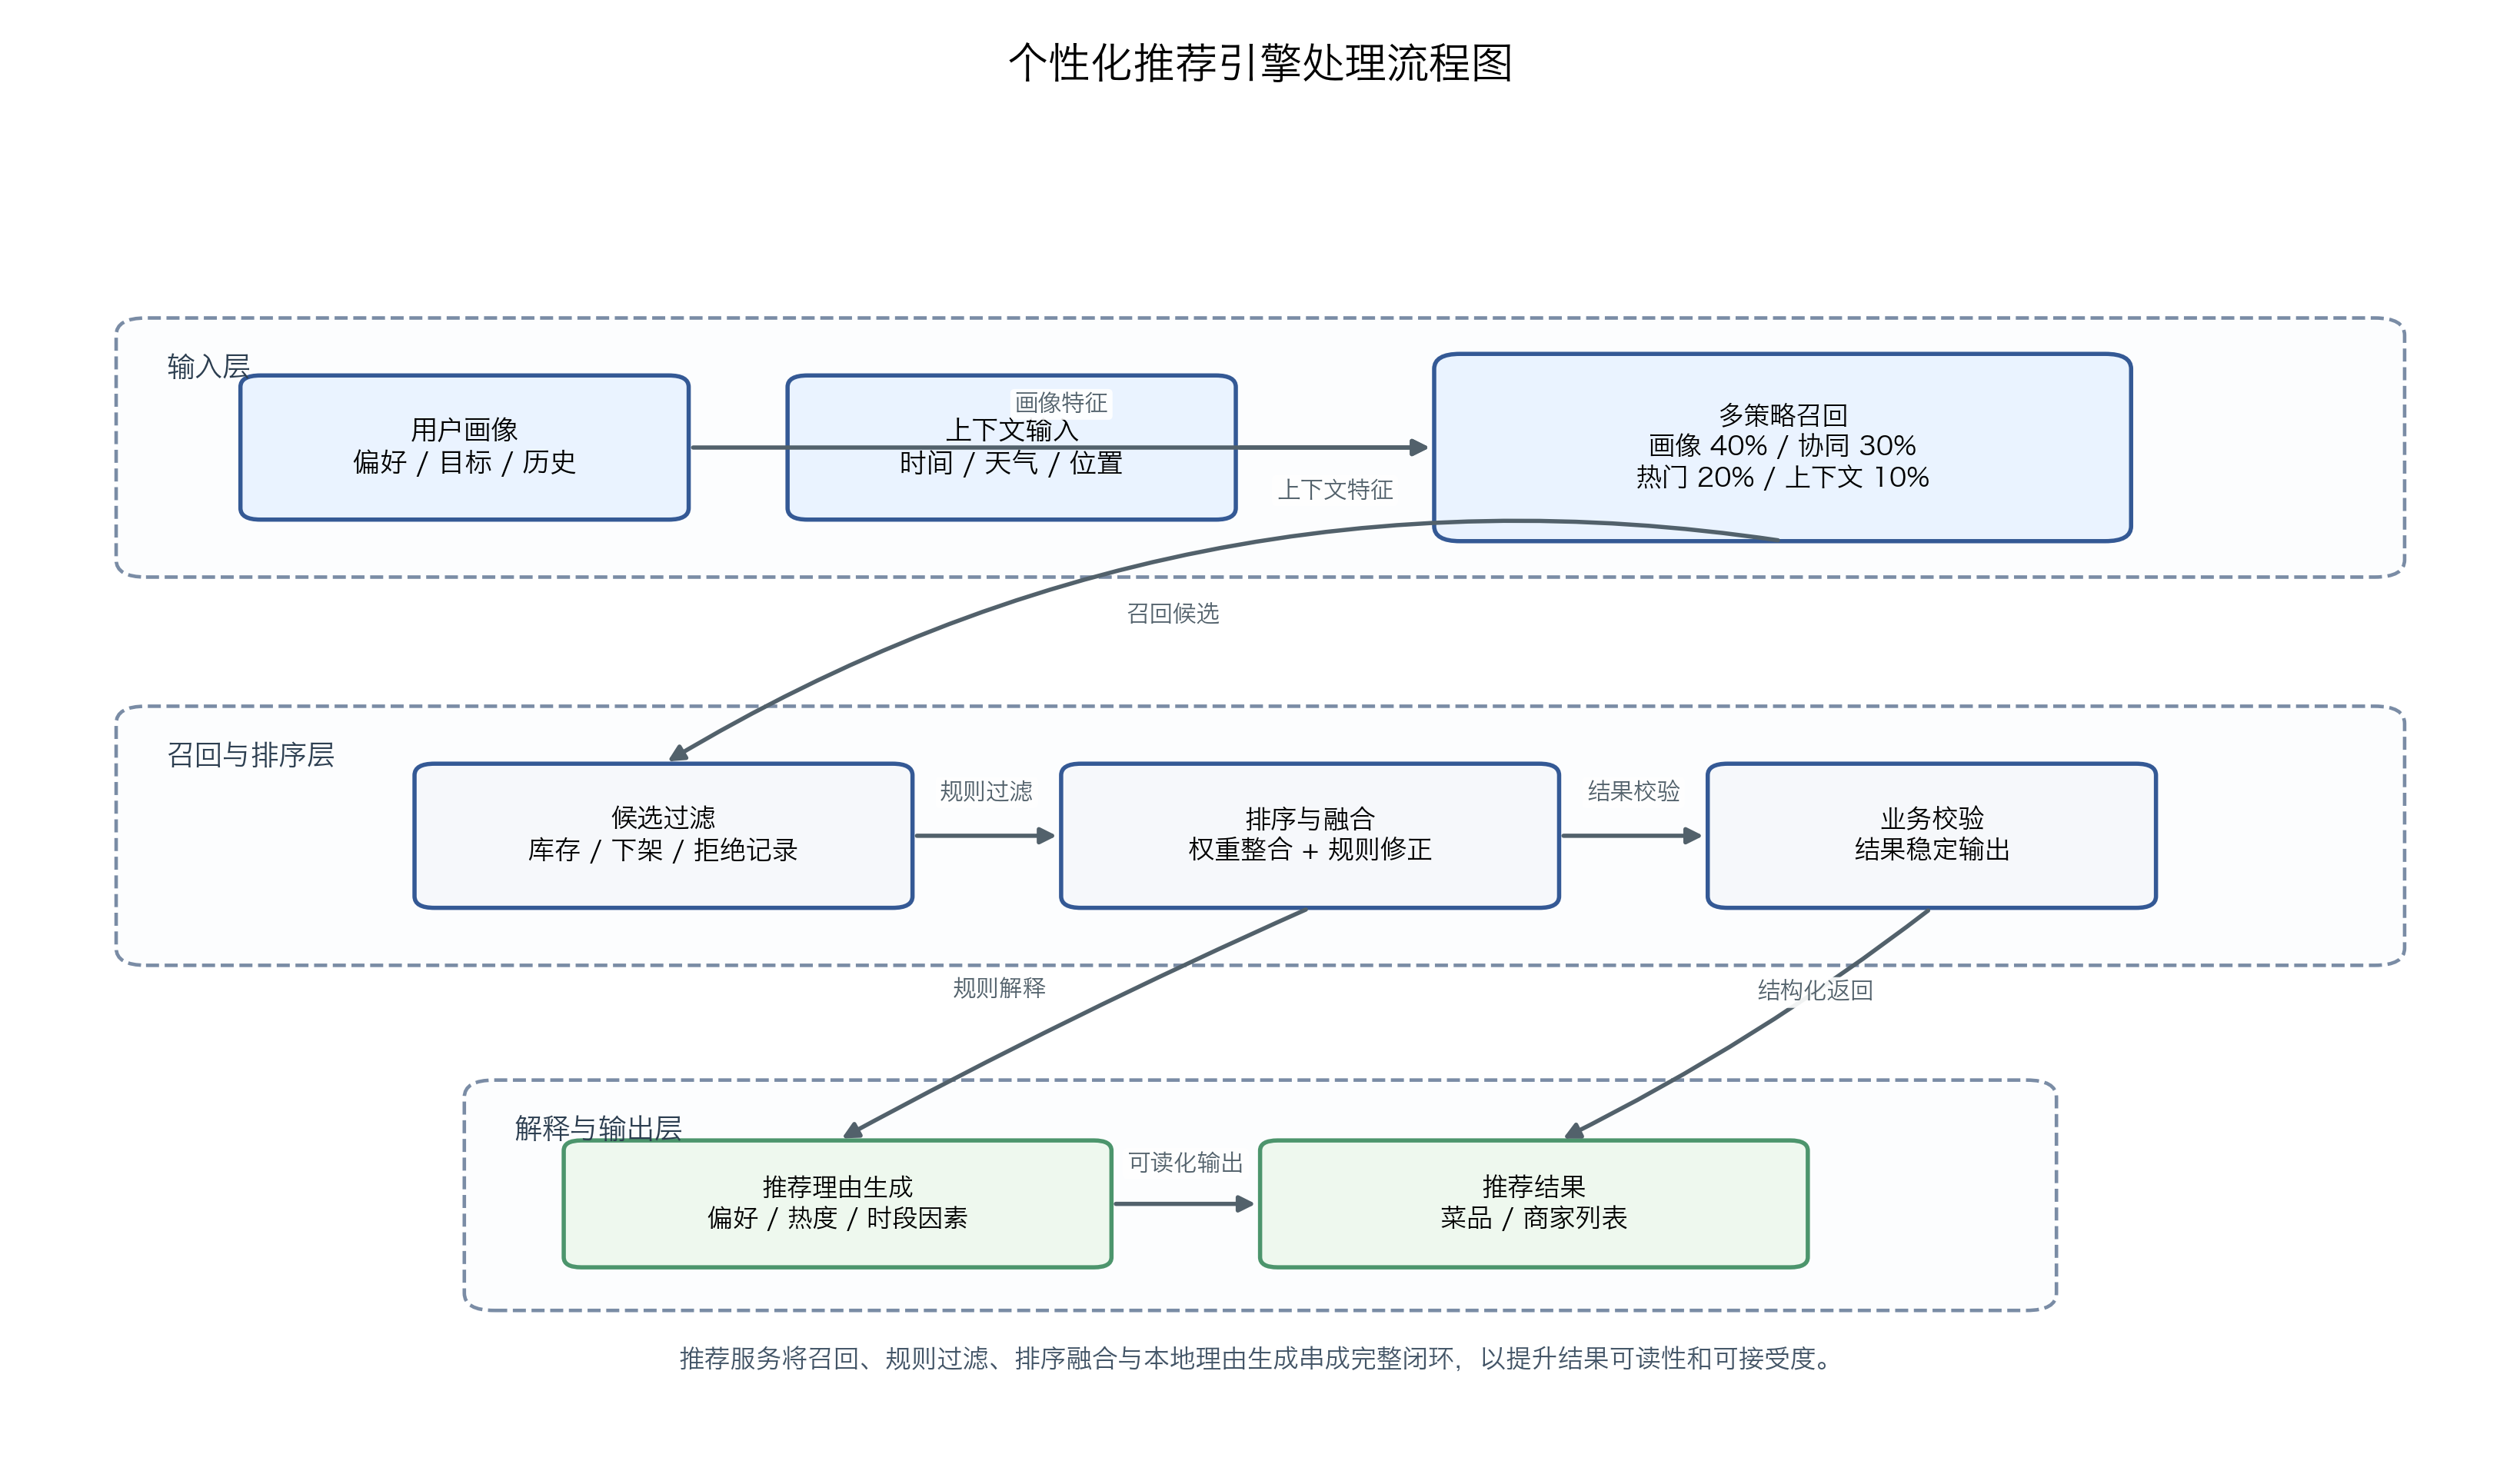 个性化推荐引擎处理流程图
输入层
用户画像
偏好 / 目标 / 历史
画像特征
上下文输入
时间 / 天气 / 位置
上下文特征
多策略召回
画像 40% / 协同 30%
热门 20% / 上下文 10%
召回候选
召回与排序层
候选过滤
库存 / 下架 / 拒绝记录
规则过滤
排序与融合
权重整合 + 规则修正
结果校验
业务校验
结果稳定输出
规则解释
结构化返回
解释与输出层
推荐理由生成
偏好 / 热度 / 时段因素
可读化输出
推荐结果
菜品 / 商家列表
推荐服务将召回、规则过滤、排序融合与本地理由生成串成完整闭环，以提升结果可读性和可接受度。